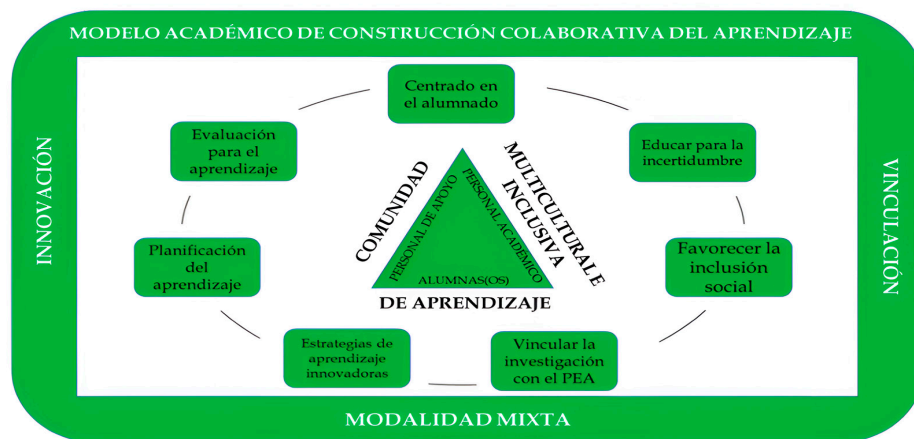 MODELO ACADÉMICO DE CONSTRUCCIÓN COLABORATIVA DEL APRENDIZAJE
INNOVACIÓN
VINCULACIÓN
Centrado en
el alumnado
Educar para la
incertidumbre
Favorecer la
inclusión
social
Vincular la
investigación
con el PEA
Estrategias de
aprendizaje
innovadoras
Planificación
del
aprendizaje
Evaluación
para el
aprendizaje
COMUNIDAD
MULTICULTURAL E
INCLUSIVA
PERSONAL DE APOYO
PERSONAL ACADÉMICO
ALUMNAS(OS)
DE APRENDIZAJE
MODALIDAD MIXTA